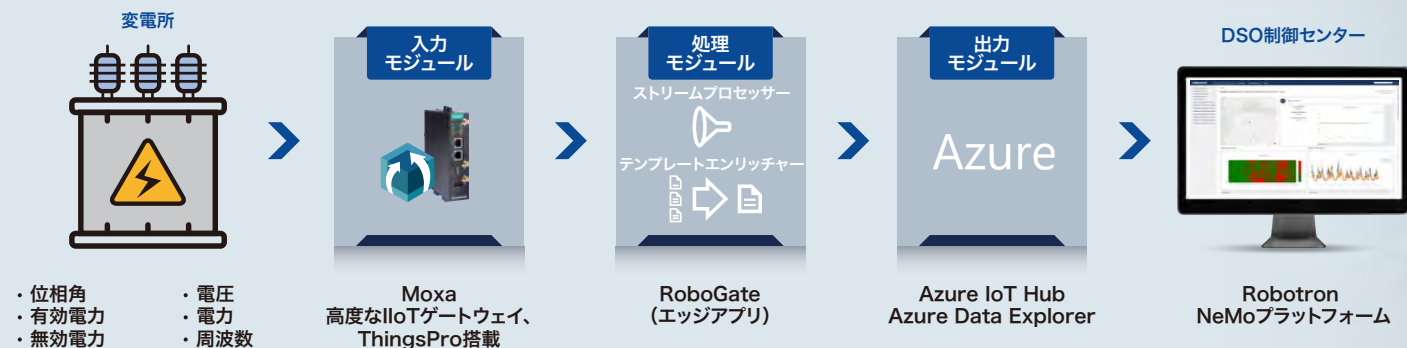 変電所
入力
モジュール
処理
モジュール
出力
モジュール
DSO制御センター
ストリームプロセッサー
テンプレートエンリッチャー
Azure
・位相角
・有効電力
・無効電力
・電圧
・電力
・周波数
Moxa
高度なIIoTゲートウェイ、
ThingsPro搭載
RoboGate
(エッジアプリ)
Azure IoT Hub
Azure Data Explorer
Robotron
NeMoプラットフォーム